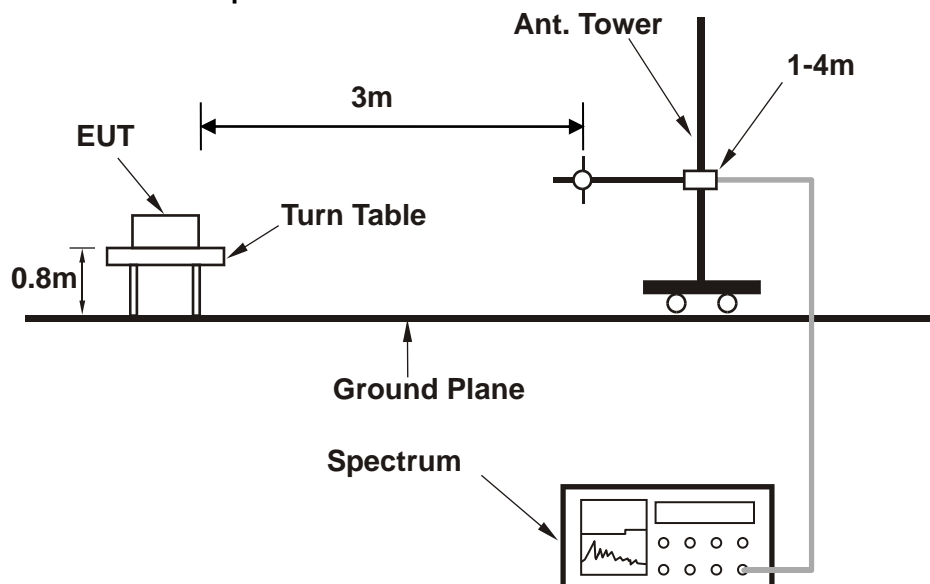 Ant. Tower
1-4m
3m
EUT
Turn Table
0.8m
Ground Plane
Spectrum